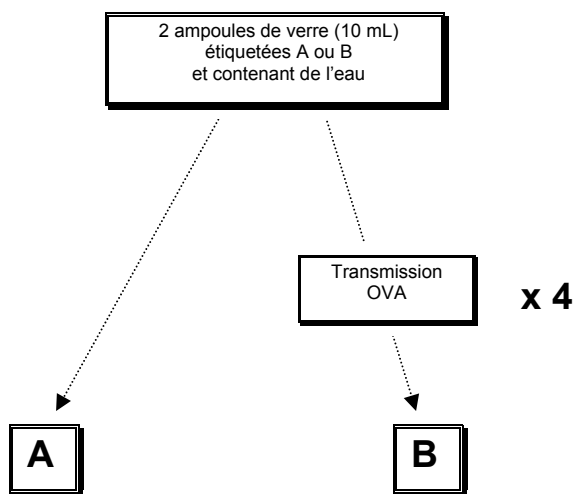 2 ampoules de verre (10 mL)
étiquetées A ou B
et contenant de l’eau
Transmission
OVA
x 4
A
B